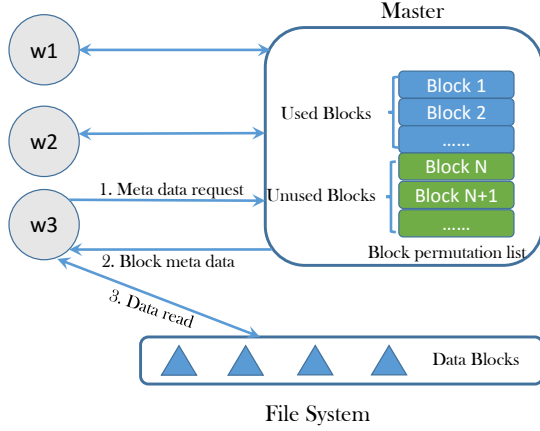 Master
w1
Block 1
Used Blocks
Block 2
......
w2
Block N
1. Meta data request
Unused Blocks
Block N+1
w3
......
2. Block meta data
Block permutation list
3. Data read
Data Blocks
File System